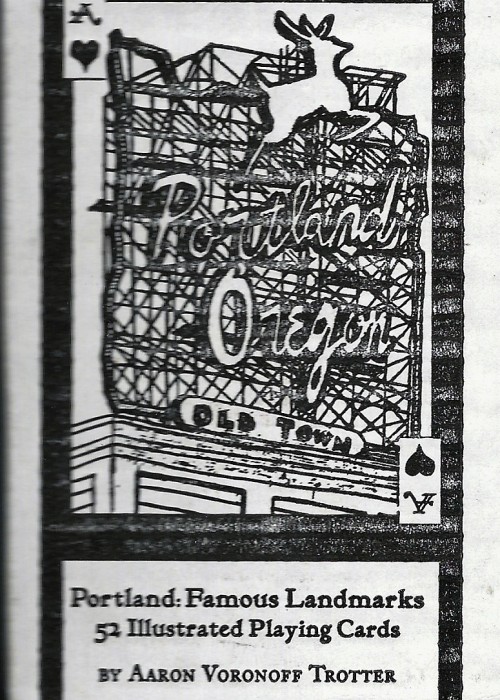 A
Portland
Oregon
OLD TOWN
A
Portland: Famous Landmarks
52 Illustrated Playing Cards
BY AARON VORONOFF TROTTER